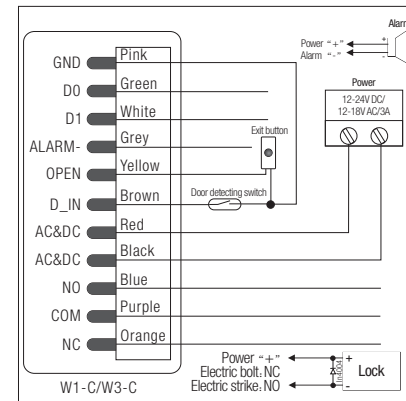 Alarm
Power “+”
Alarm “-”
+
-
Power
12-24V DC/
12-18V AC/3A
GND Pink
D0 Green
D1 White
ALARM- Grey
Exit button
OPEN Yellow
D_IN Brown
Door detecting switch
AC&DC Red
AC&DC Black
NO Blue
COM Purple
NC Orange
W1-C/W3-C
Power “+”
Electric bolt: NC
Electric strike: NO
+
-
In4004
Lock